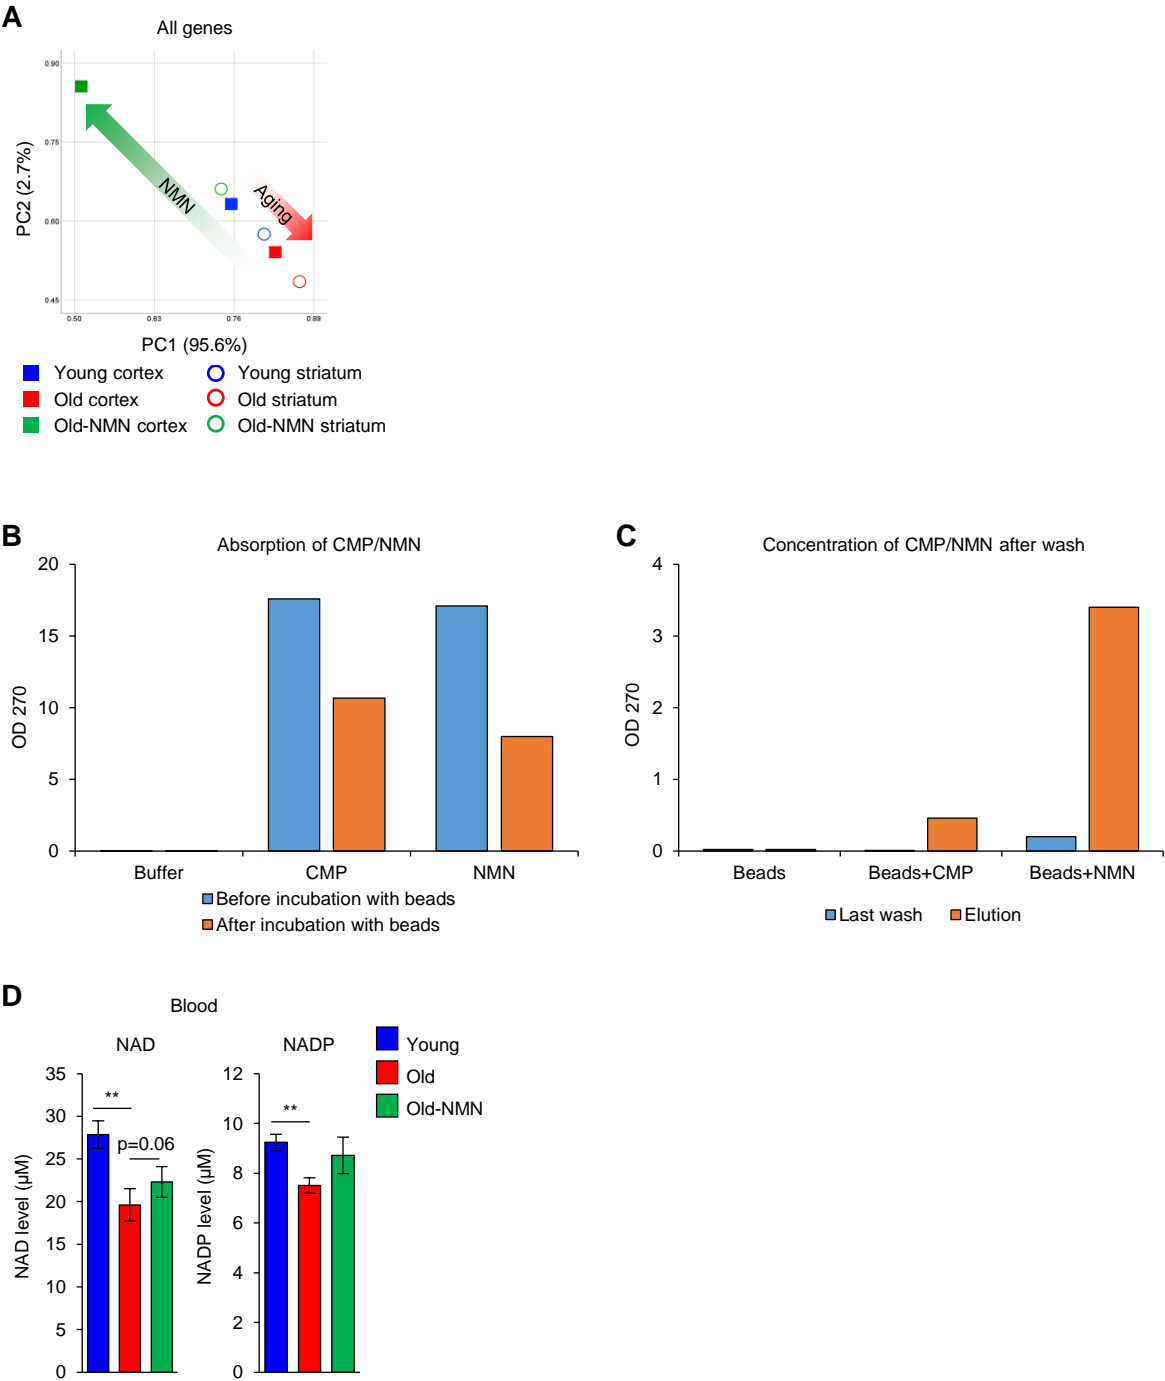 A
All genes
0.90
0.75
0.60
0.45
PC2 (2.7%)
NMN
Aging
0.50 0.63 0.76 0.89
PC1 (95.6%)
Young cortex Young striatum
Old cortex Old striatum
Old-NMN cortex Old-NMN striatum
B
Absorption of CMP/NMN
20
15
10
5
0
OD 270
Buffer CMP NMN
Before incubation with beads
After incubation with beads
C
Concentration of CMP/NMN after wash
4
3
2
1
0
OD 270
Beads Beads+CMP Beads+NMN
Last wash Elution
D
Blood
NAD
35
30
25
20
15
10
5
0
NAD level (µM)
**
p=0.06
NADP
12
10
8
6
4
2
0
NADP level (µM)
**
Young
Old
Old-NMN